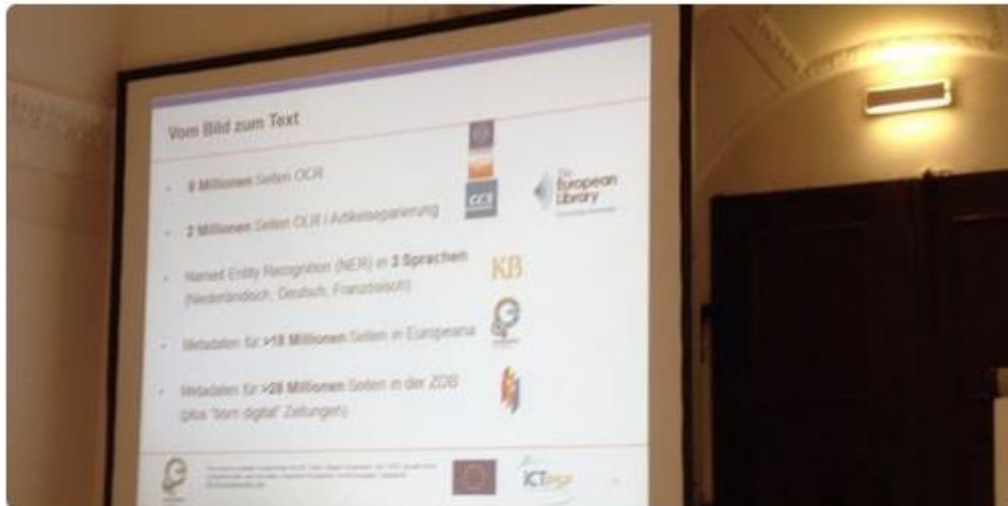 Vom Bild zum Text
8 Millionen Seiten OCR
2 Millionen Seiten OLR / Artikelseparierung
Named Entity Recognition (NER) in 3 Sprachen
(Niederländisch, Deutsch, Französisch)
Metadaten für >18 Millionen Seiten in Europeana
Metadaten für >28 Millionen Seiten in der ZDB
(plus "born digital" Zeitungen)
CCS
The
European
Library
KB
ICT PSP